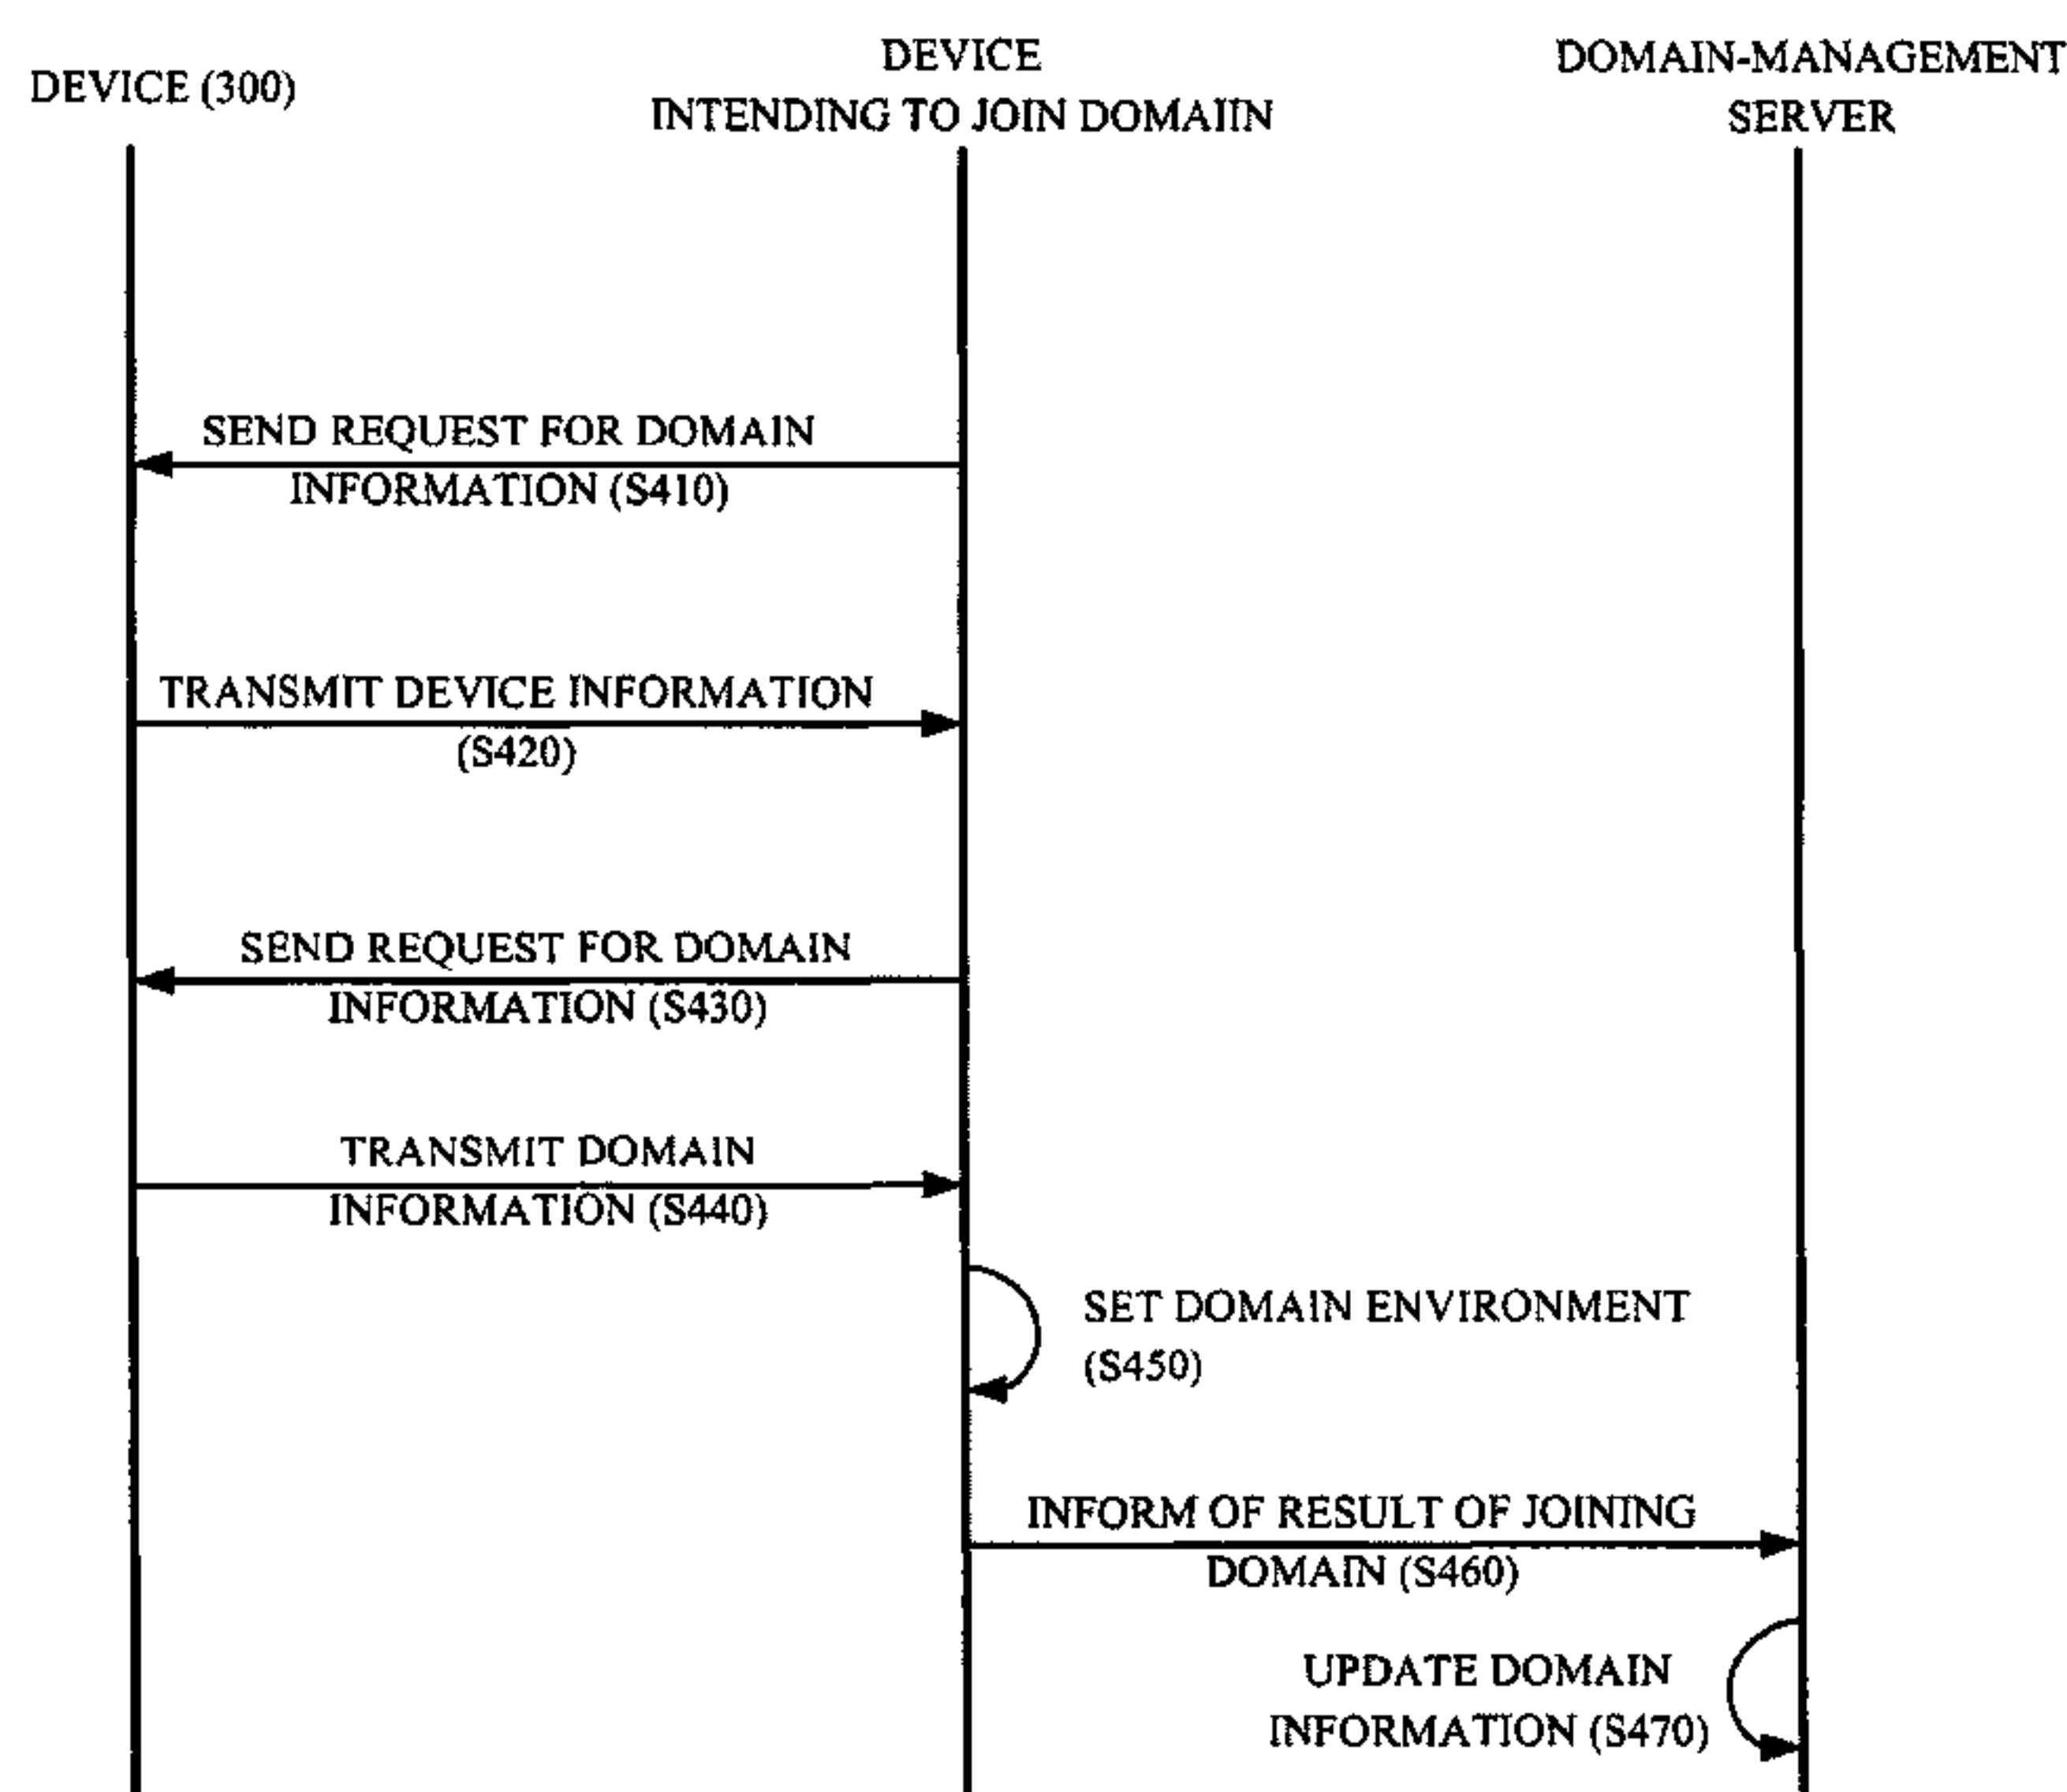 DEVICE (300)
DEVICE
INTENDING TO JOIN DOMAIIN
DOMAIN-MANAGEMENT
SERVER
SEND REQUEST FOR DOMAIN
INFORMATION (S410)
TRANSMIT DEVICE INFORMATION
(S420)
SEND REQUEST FOR DOMAIN
INFORMATION (S430)
TRANSMIT DOMAIN
INFORMATION (S440)
SET DOMAIN ENVIRONMENT
(S450)
INFORM OF RESULT OF JOINING
DOMAIN (S460)
UPDATE DOMAIN
INFORMATION (S470)